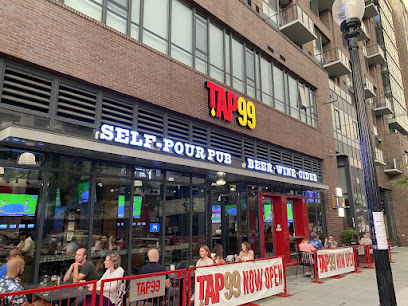 TAP99
SELF-POUR PUB
BEER·WINE·CIDER
TAP99
TAP99 NOW OPEN
TAP99 NOW OPEN